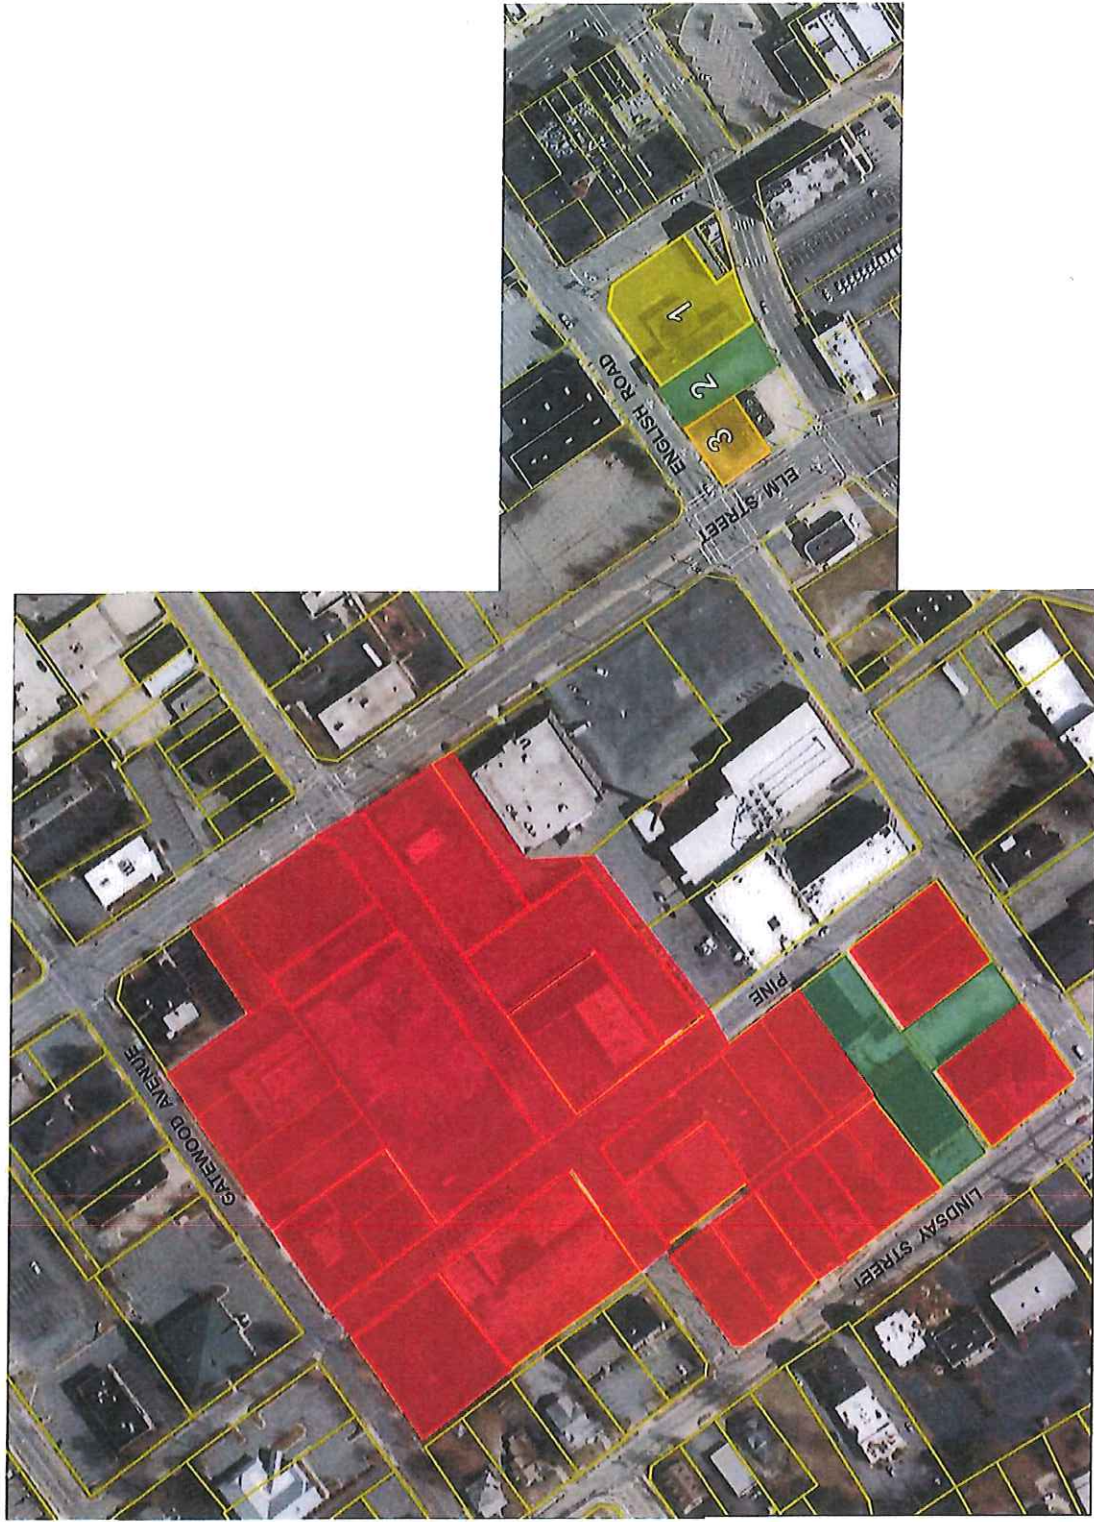 1
2
3
ENGLISH ROAD
ELM STREET
PINE
GATEWOOD AVENUE
LINDSAY STREET